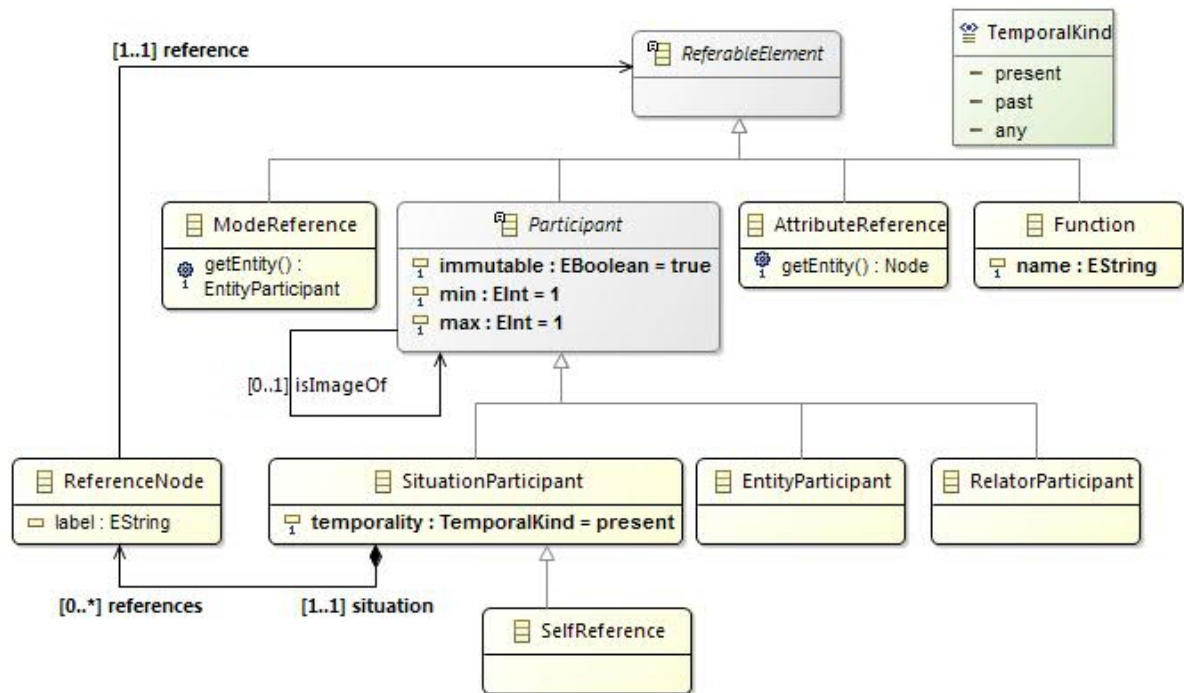 [1..1] reference
ReferableElement
TemporalKind
present
past
any
ModeReference
getEntity() :
EntityParticipant
Participant
immutable : EBoolean = true
min : EInt = 1
max : EInt = 1
AttributeReference
getEntity() : Node
Function
name : EString
[0..1] isImageOf
ReferenceNode
label : EString
SituationParticipant
temporality : TemporalKind = present
EntityParticipant
RelatorParticipant
[0..*] references
[1..1] situation
SelfReference